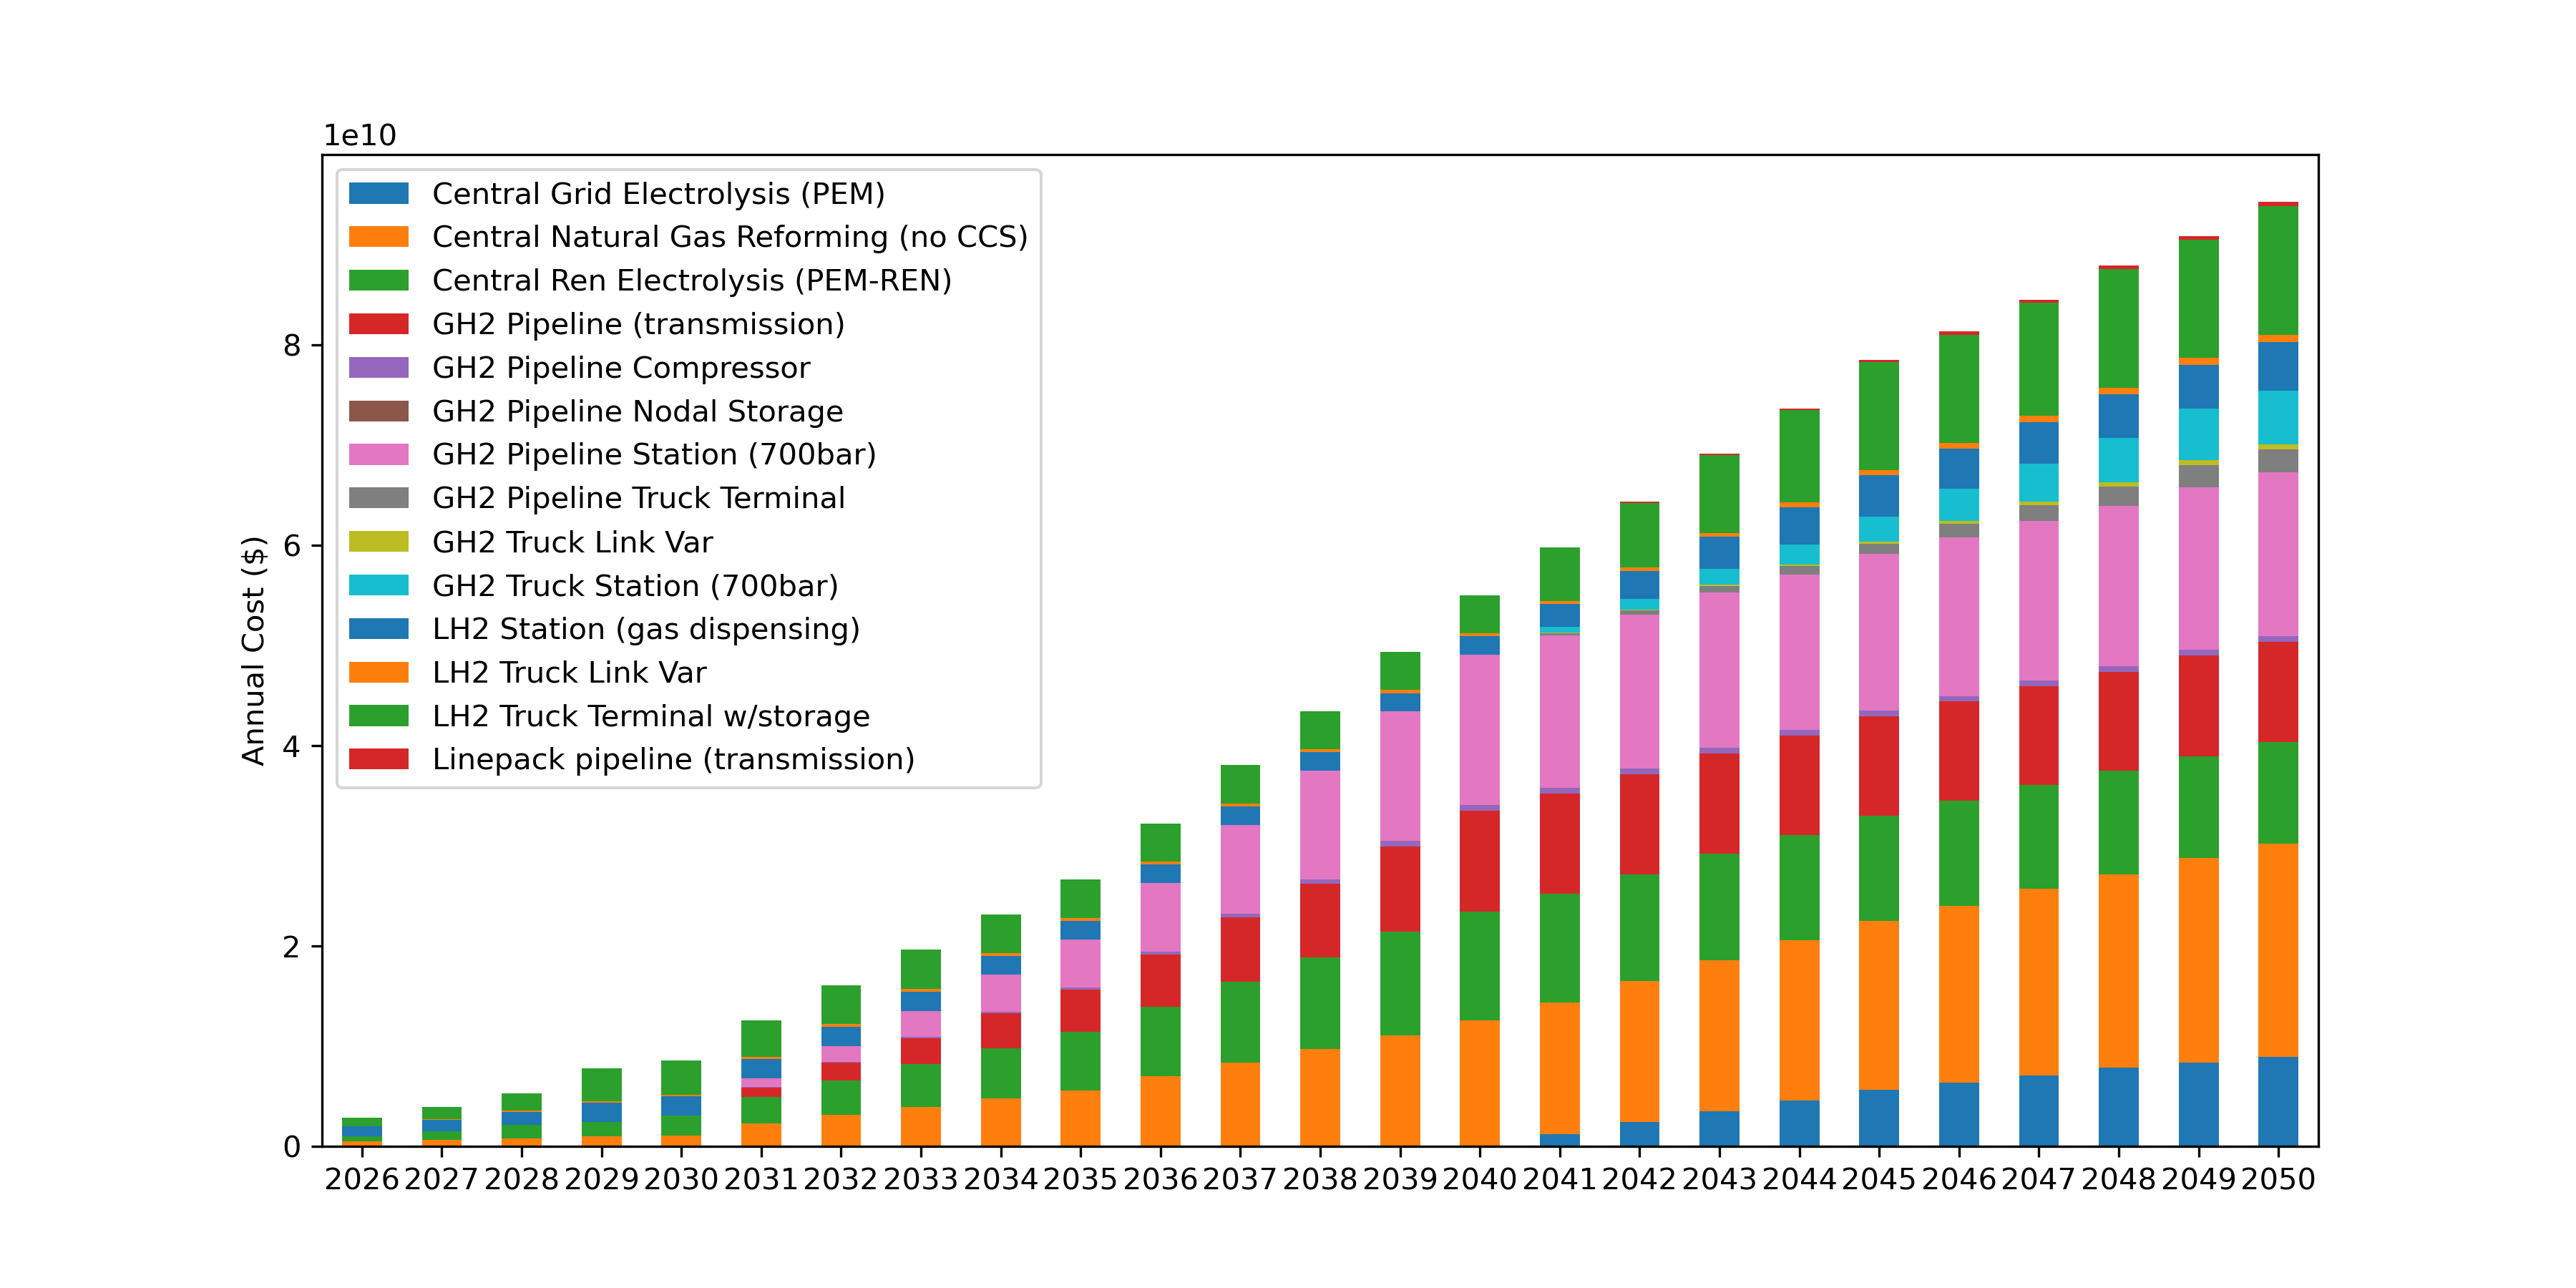 1e10
Central Grid Electrolysis (PEM)
Central Natural Gas Reforming (no CCS)
Central Ren Electrolysis (PEM-REN)
GH2 Pipeline (transmission)
GH2 Pipeline Compressor
GH2 Pipeline Nodal Storage
GH2 Pipeline Station (700bar)
GH2 Pipeline Truck Terminal
GH2 Truck Link Var
GH2 Truck Station (700bar)
LH2 Station (gas dispensing)
LH2 Truck Link Var
LH2 Truck Terminal w/storage
Linepack pipeline (transmission)
Annual Cost ($)
8
6
4
2
0
2026 2027 2028 2029 2030 2031 2032 2033 2034 2035 2036 2037 2038 2039 2040 2041 2042 2043 2044 2045 2046 2047 2048 2049 2050